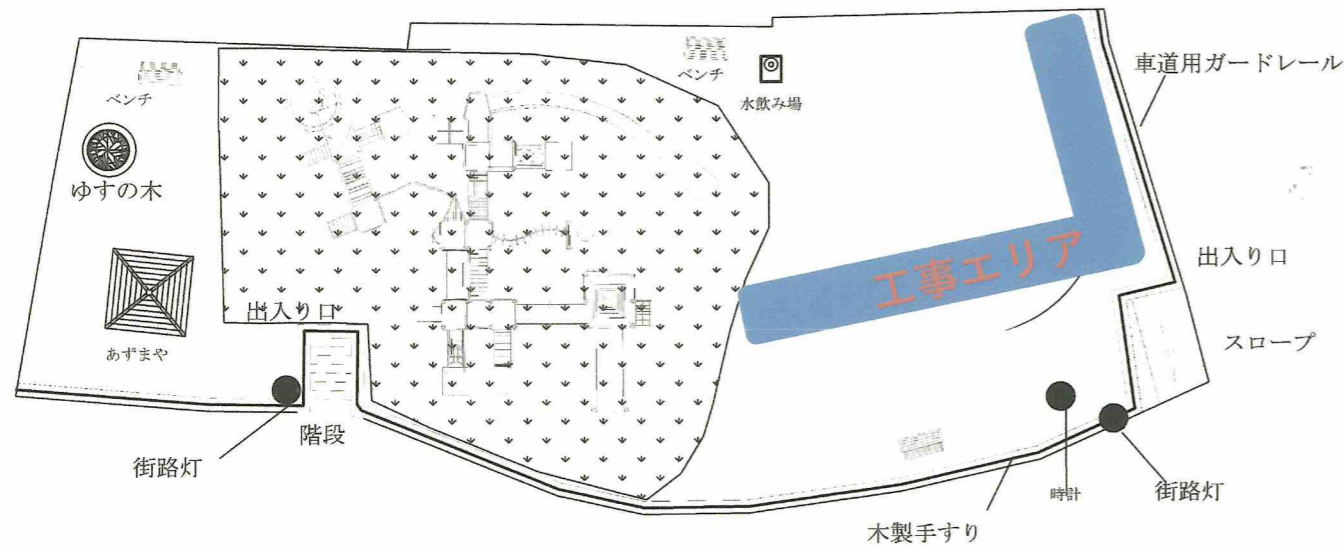 車道用ガードレール
ベンチ
ベンチ
水飲み場
ゆすの木
出入り口
工事エリア
出入り口
あずまや
スロープ
階段
街路灯
時計
街路灯
木製手すり